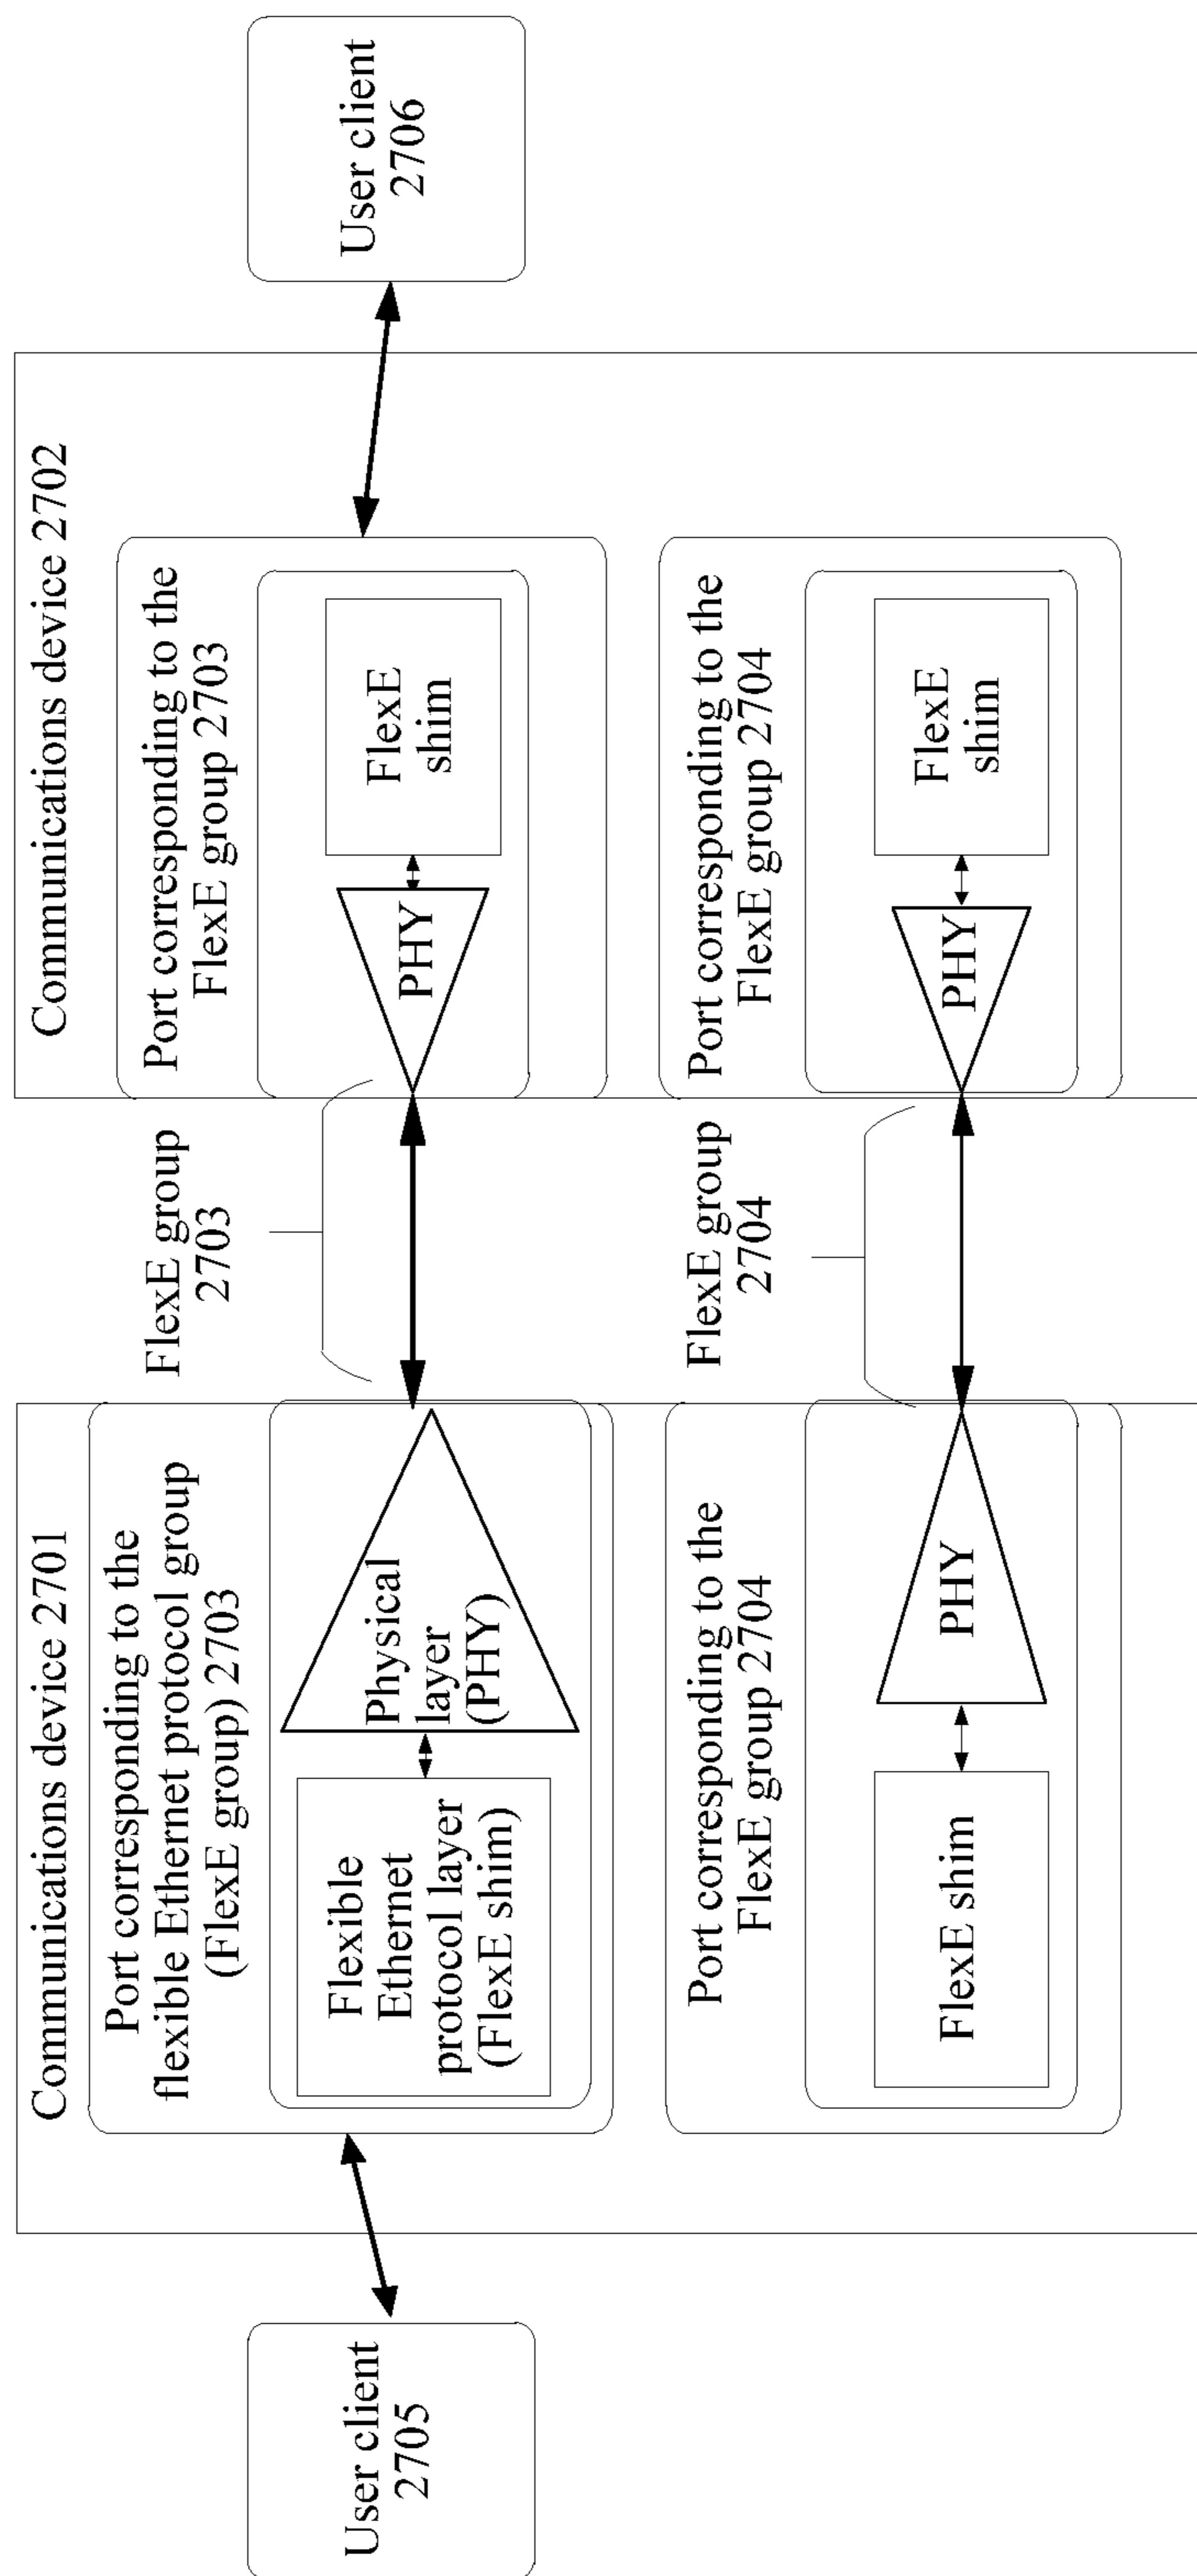 Communications device 2701
Port corresponding to the
flexible Ethernet protocol group
(FlexE group) 2703
Flexible
Ethernet
protocol layer
(FlexE shim)
Physical
layer
(PHY)
Port corresponding to the
FlexE group 2704
FlexE shim
PHY
User client
2705
FlexE group
2703
FlexE group
2704
Communications device 2702
Port corresponding to the
FlexE group 2703
PHY
FlexE
shim
Port corresponding to the
FlexE group 2704
PHY
FlexE
shim
User client
2706